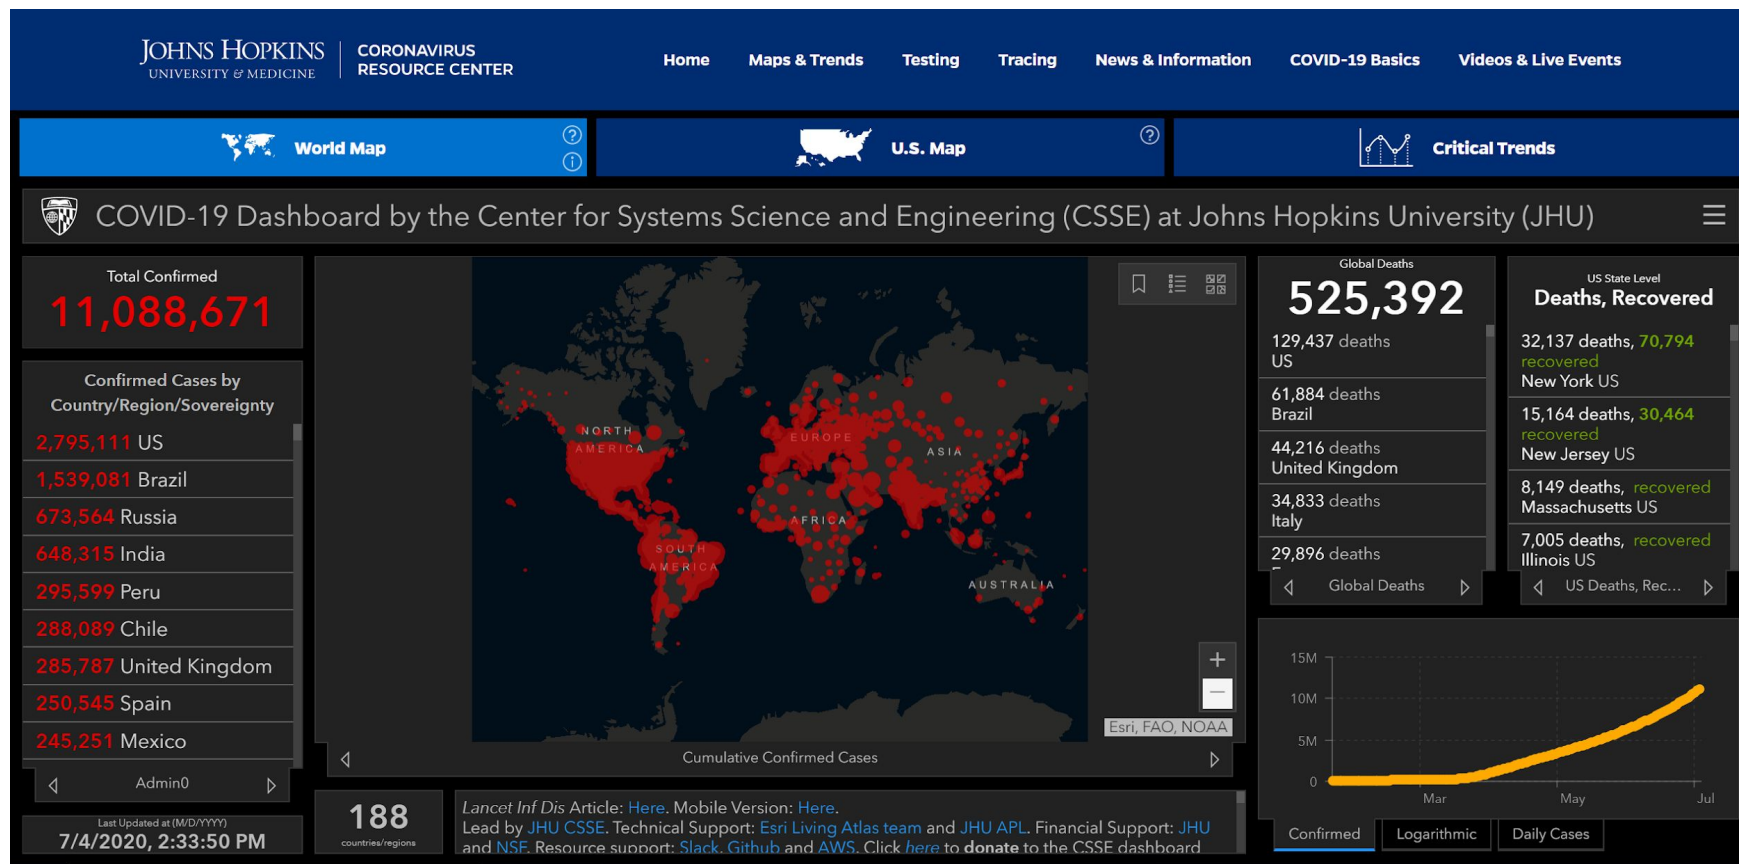 JOHNS HOPKINS
UNIVERSITY & MEDICINE
CORONAVIRUS
RESOURCE CENTER
Home
Maps & Trends
Testing
Tracing
News & Information
COVID-19 Basics
Videos & Live Events
World Map
U.S. Map
Critical Trends
COVID-19 Dashboard by the Center for Systems Science and Engineering (CSSE) at Johns Hopkins University (JHU)
Total Confirmed
11,088,671
Confirmed Cases by
Country/Region/Sovereignty
2,795,111 US
1,539,081 Brazil
673,564 Russia
648,315 India
295,599 Peru
288,089 Chile
285,787 United Kingdom
250,545 Spain
245,251 Mexico
Admin0
Last Updated at (M/D/YYYY)
7/4/2020, 2:33:50 PM
NORTH
AMERICA
EUROPE
ASIA
AFRICA
SOUTH
AMERICA
AUSTRALIA
+
−
Esri, FAO, NOAA
Cumulative Confirmed Cases
188
countries/regions
Lancet Inf Dis Article: Here. Mobile Version: Here.
Lead by JHU CSSE. Technical Support: Esri Living Atlas team and JHU APL. Financial Support: JHU
and NSF. Resource support: Slack, Github and AWS. Click here to donate to the CSSE dashboard
Global Deaths
525,392
129,437 deaths
US
61,884 deaths
Brazil
44,216 deaths
United Kingdom
34,833 deaths
Italy
29,896 deaths
Global Deaths
US State Level
Deaths, Recovered
32,137 deaths, 70,794
recovered
New York US
15,164 deaths, 30,464
recovered
New Jersey US
8,149 deaths, recovered
Massachusetts US
7,005 deaths, recovered
Illinois US
US Deaths, Rec...
15M
10M
5M
0
Mar
May
Jul
Confirmed
Logarithmic
Daily Cases